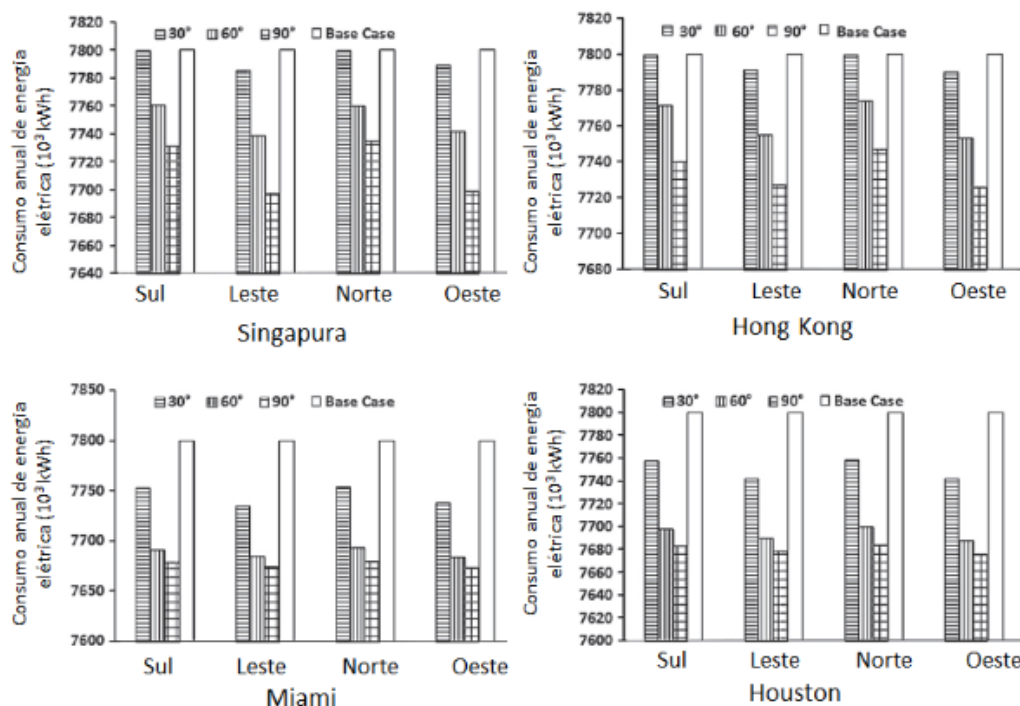 Consumo anual de energia
elétrica (10³ kWh)
7820
7800
7780
7760
7740
7720
7700
7680
7660
7640
30° 60° 90° Base Case
Sul Leste Norte Oeste
Singapura
Consumo anual de energia
elétrica (10³ kWh)
7820
7800
7780
7760
7740
7720
7700
7680
30° 60° 90° Base Case
Sul Leste Norte Oeste
Hong Kong
Consumo anual de energia
elétrica (10³ kWh)
7850
7800
7750
7700
7650
7600
30° 60° 90° Base Case
Sul Leste Norte Oeste
Miami
Consumo anual de energia
elétrica (10³ kWh)
7820
7800
7780
7760
7740
7720
7700
7680
7660
7640
7620
7600
30° 60° 90° Base Case
Sul Leste Norte Oeste
Houston